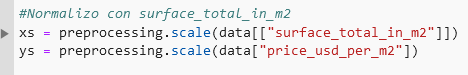 #Normalizo con surface_total_in_m2
xs = preprocessing.scale(data[["surface_total_in_m2"]])
ys = preprocessing.scale(data["price_usd_per_m2"])